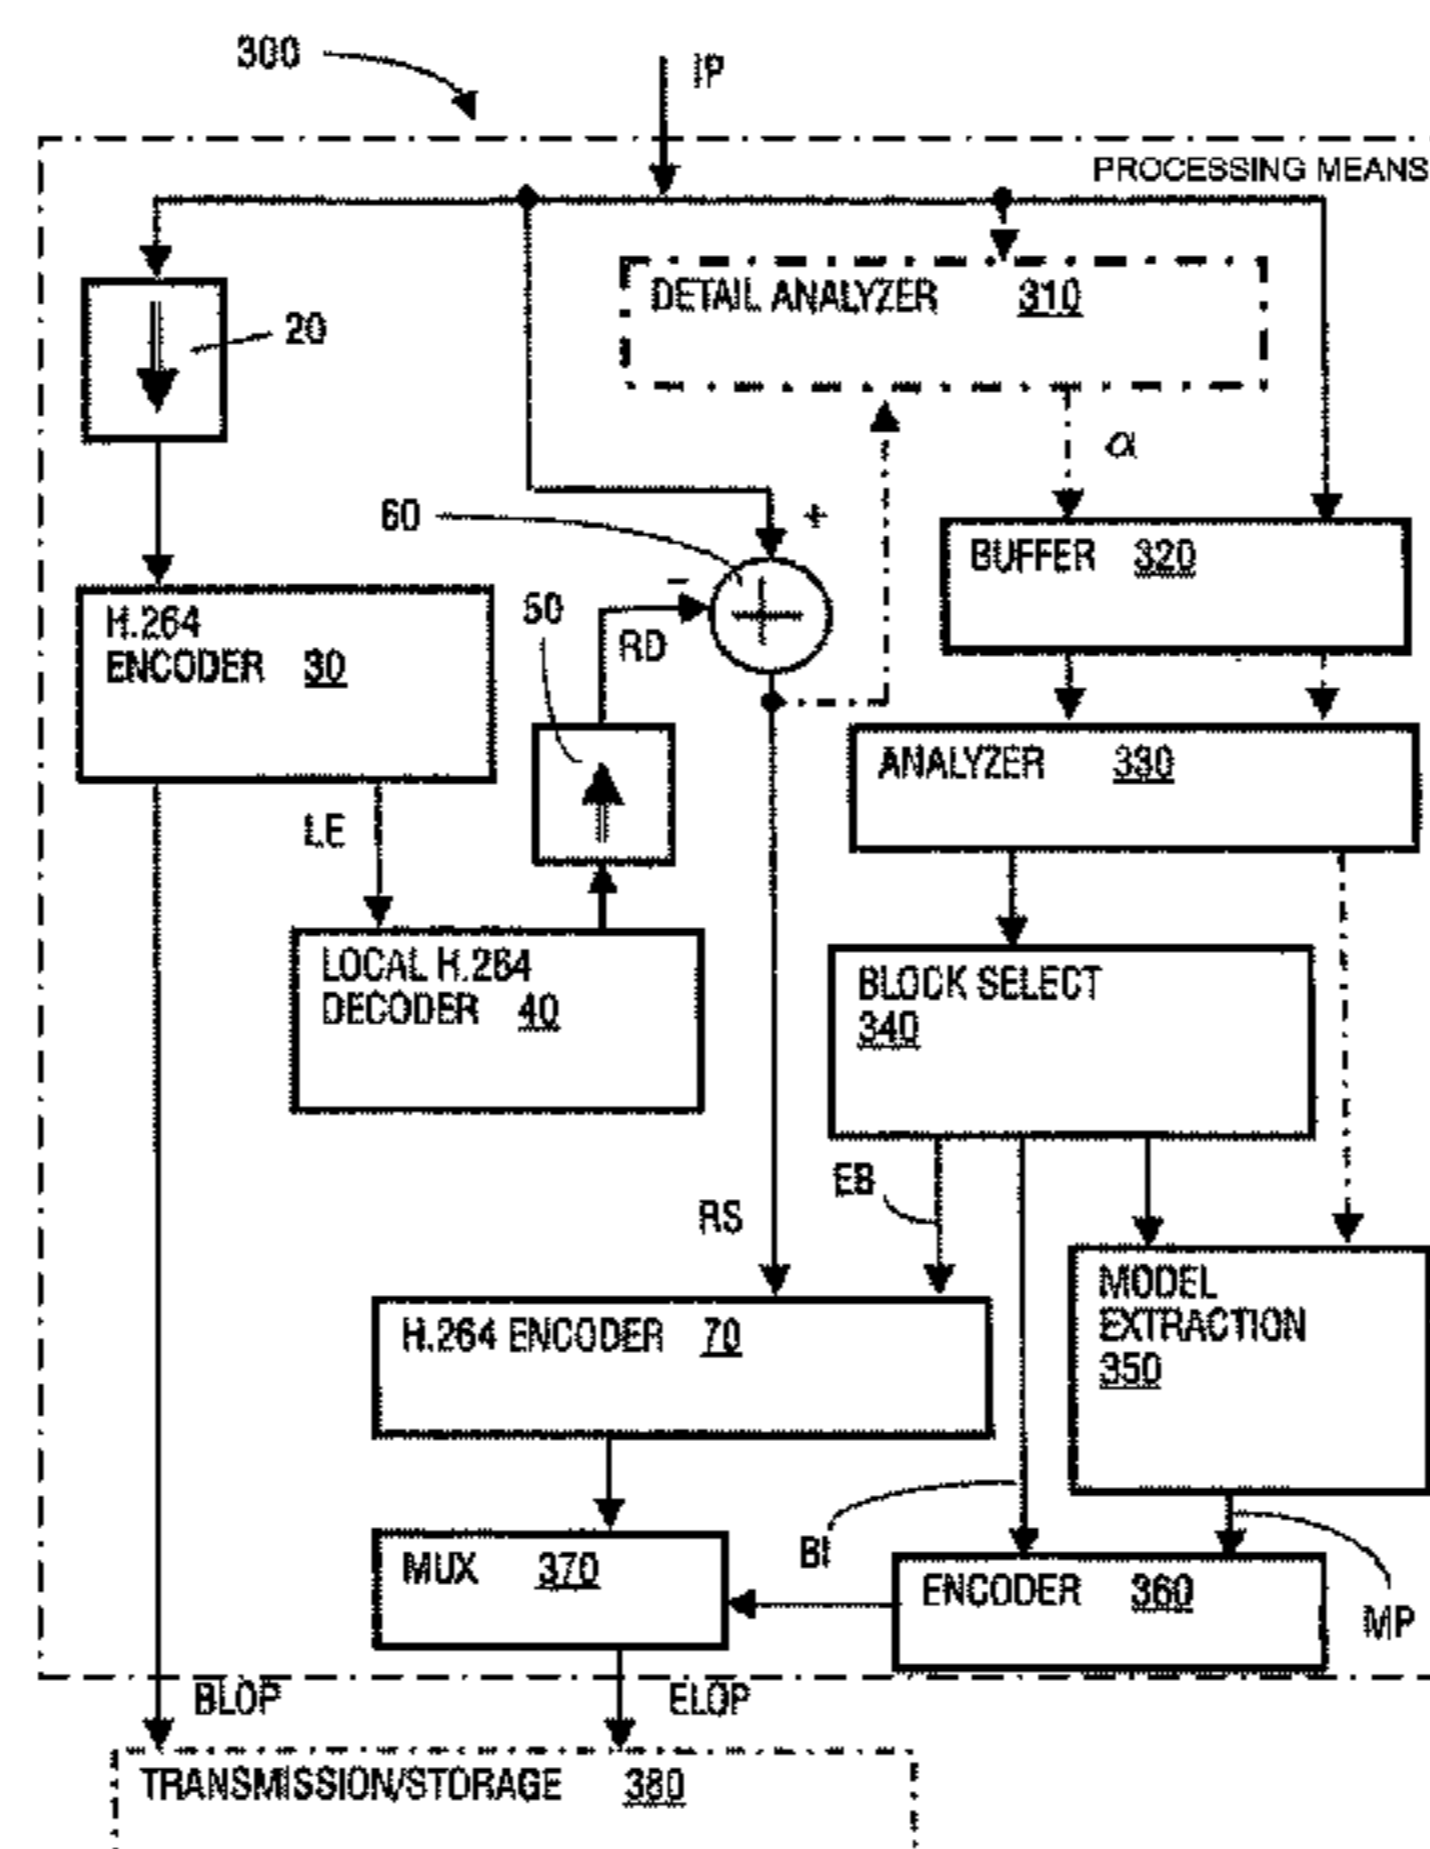 300
IP
PROCESSING MEANS
DETAIL ANALYZER 310
20
α
60
+
BUFFER 320
-
50
RD
H.264
ENCODER 30
ANALYZER 330
LE
LOCAL H.264
DECODER 40
BLOCK SELECT
340
EB
RS
MODEL
EXTRACTION
350
H.264 ENCODER 70
BI
MUX 370
ENCODER 360
MP
BLOP
ELOP
TRANSMISSION/STORAGE 380